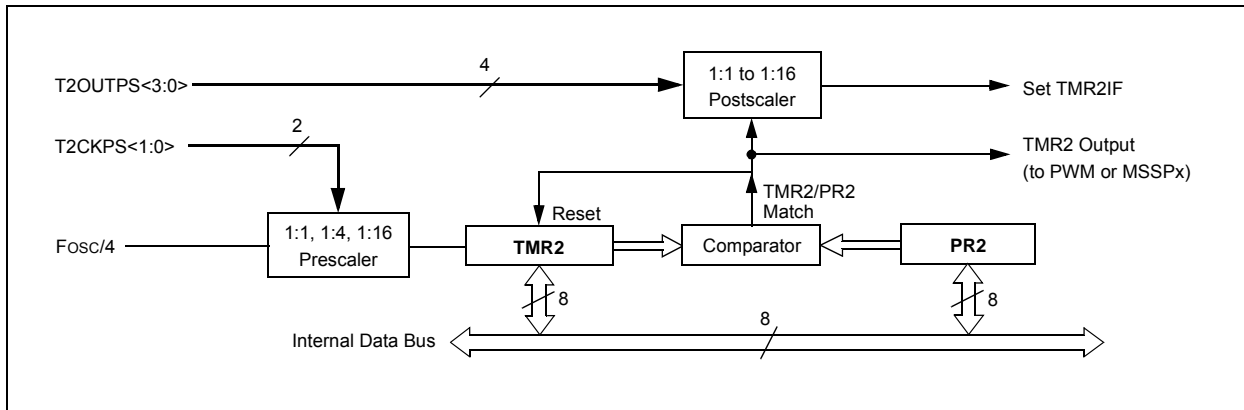 T2OUTPS<3:0>
4
1:1 to 1:16
Postscaler
Set TMR2IF
T2CKPS<1:0>
2
TMR2 Output
(to PWM or MSSPx)
TMR2/PR2
Match
Reset
FOSC/4
1:1, 1:4, 1:16
Prescaler
TMR2
Comparator
PR2
8
8
Internal Data Bus
8